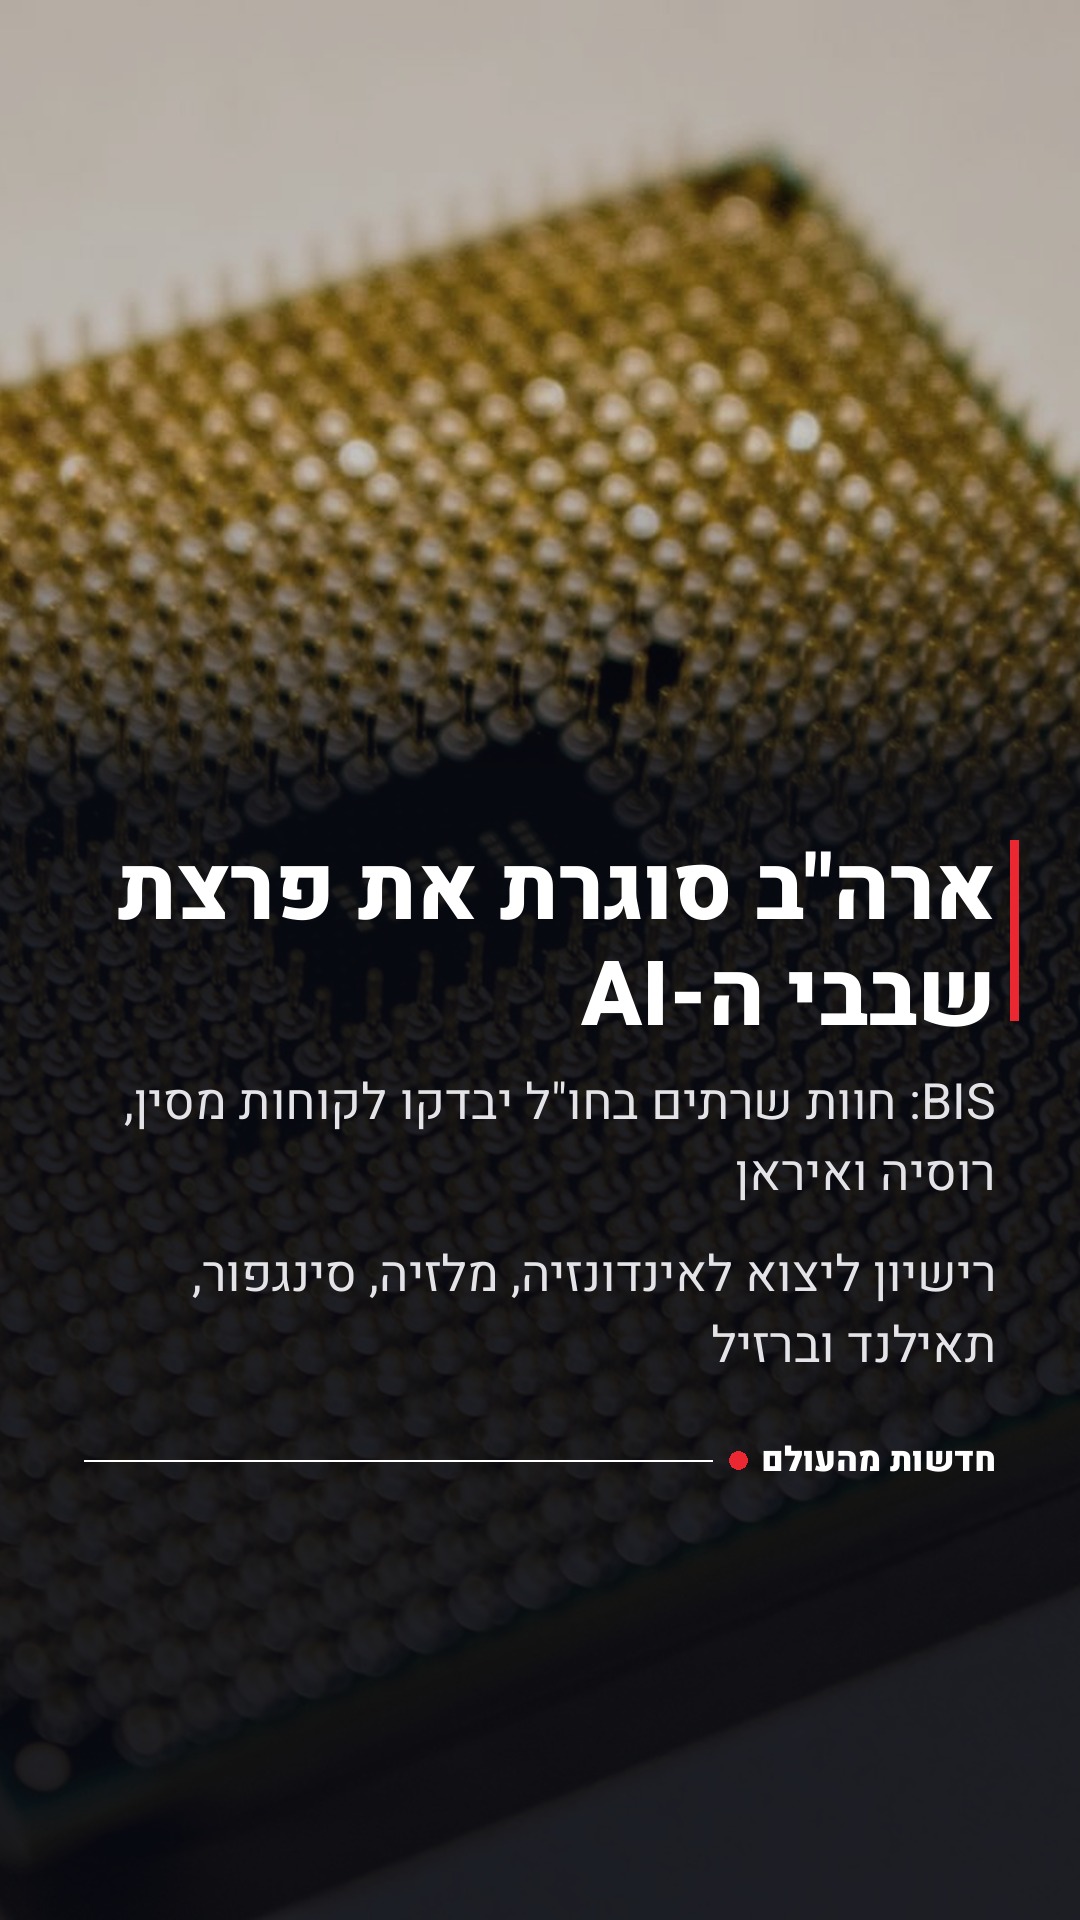 ארה"ב סוגרת את פרצת
שבבי ה-AI
BIS: חוות שרתים בחו"ל יבדקו לקוחות מסין,
רוסיה ואיראן
רישיון ליצוא לאינדונזיה, מלזיה, סינגפור,
תאילנד וברזיל
חדשות מהעולם